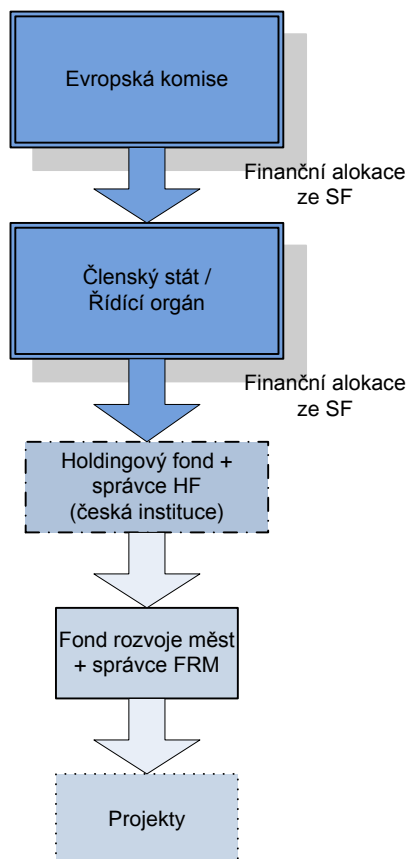 Evropská komise
Finanční alokace
ze SF
Členský stát /
Řídící orgán
Finanční alokace
ze SF
Holdingový fond +
správce HF
(česká instituce)
Fond rozvoje měst
+ správce FRM
Projekty